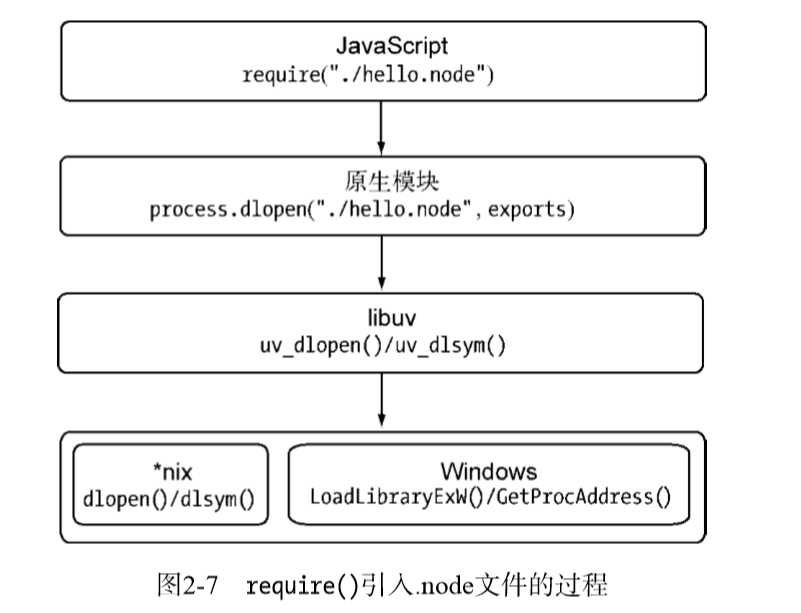 JavaScript
require("./hello.node")
原生模块
process.dlopen("./hello.node",exports)
libuv
uv_dlopen()/uv_dlsym()
*nix
dlopen()/dlsym()
Windows
LoadLibraryExW()/GetProcAddress()
图2-7 require()引入.node文件的过程